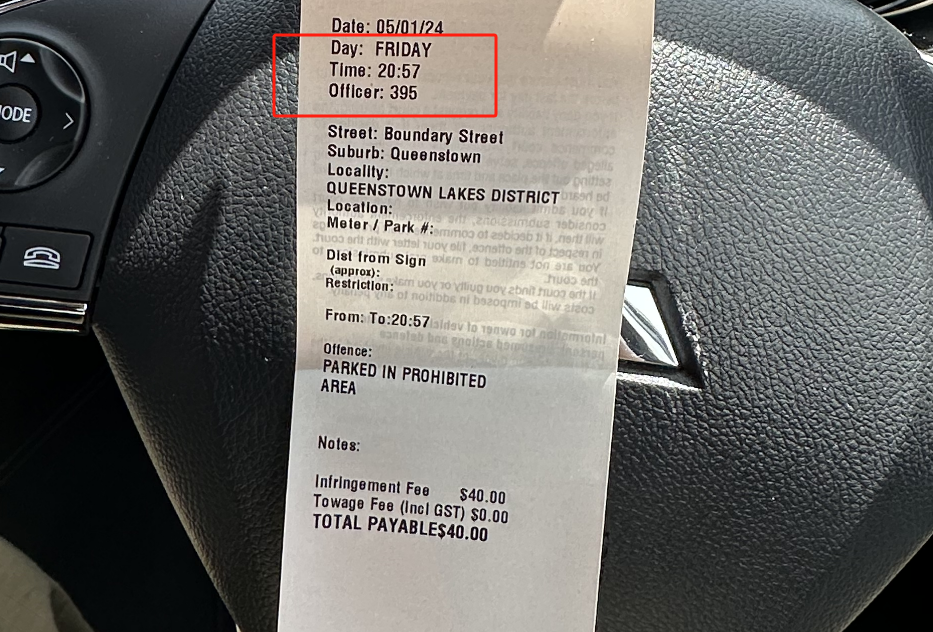 MODE
Date: 05/01/24
Day: FRIDAY
Time: 20:57
Officer: 395
Street: Boundary Street
Suburb: Queenstown
Locality:
QUEENSTOWN LAKES DISTRICT
Location:
Meter / Park #:
Dist from Sign
(approx):
Restriction:
From: To:20:57
Offence:
PARKED IN PROHIBITED
AREA
Notes:
Infringement Fee $40.00
Towage Fee (Incl GST) $0.00
TOTAL PAYABLE$40.00